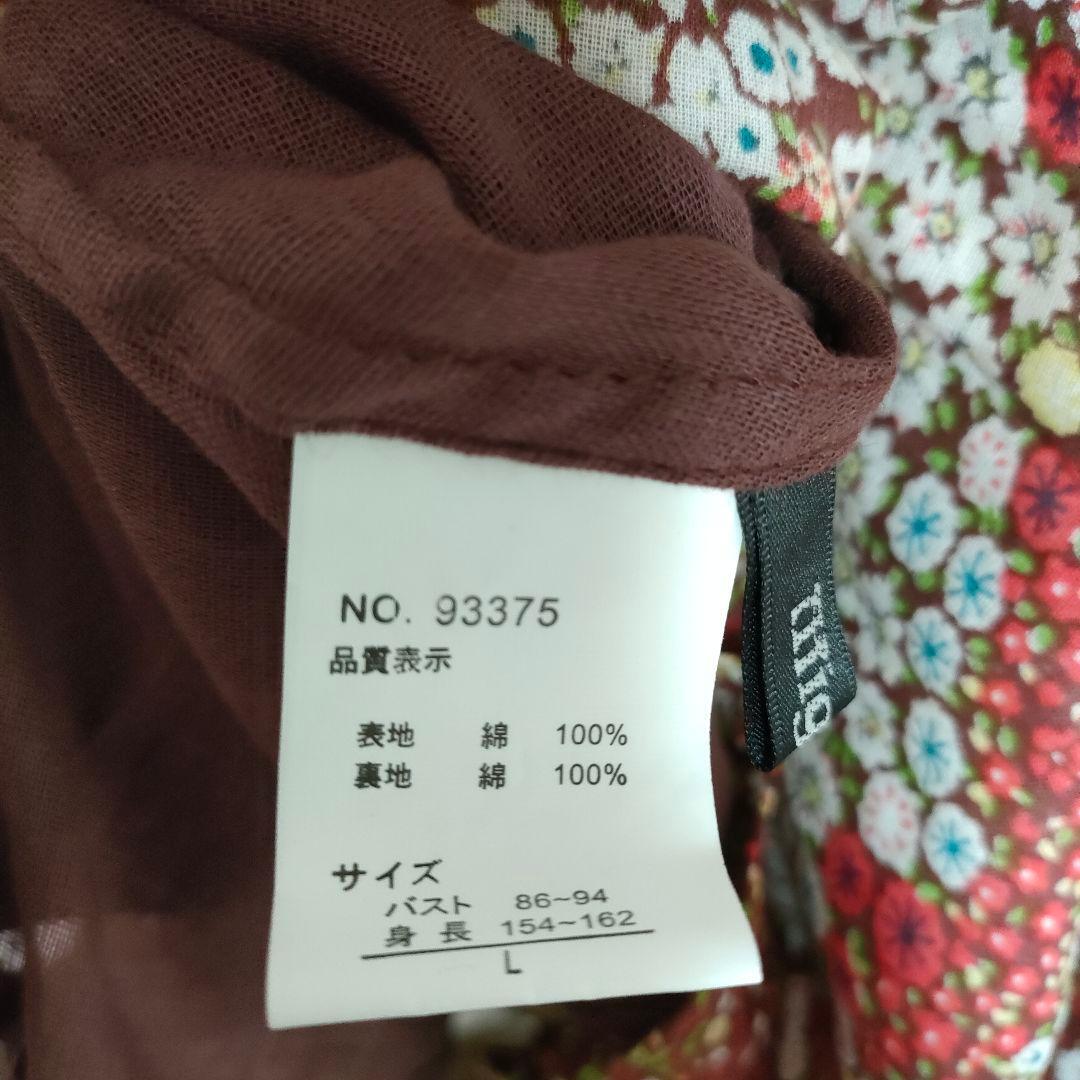 NO. 93375
品質表示
表地 綿 100%
裏地 綿 100%
サイズ
バスト 86~94
身長 154~162
L